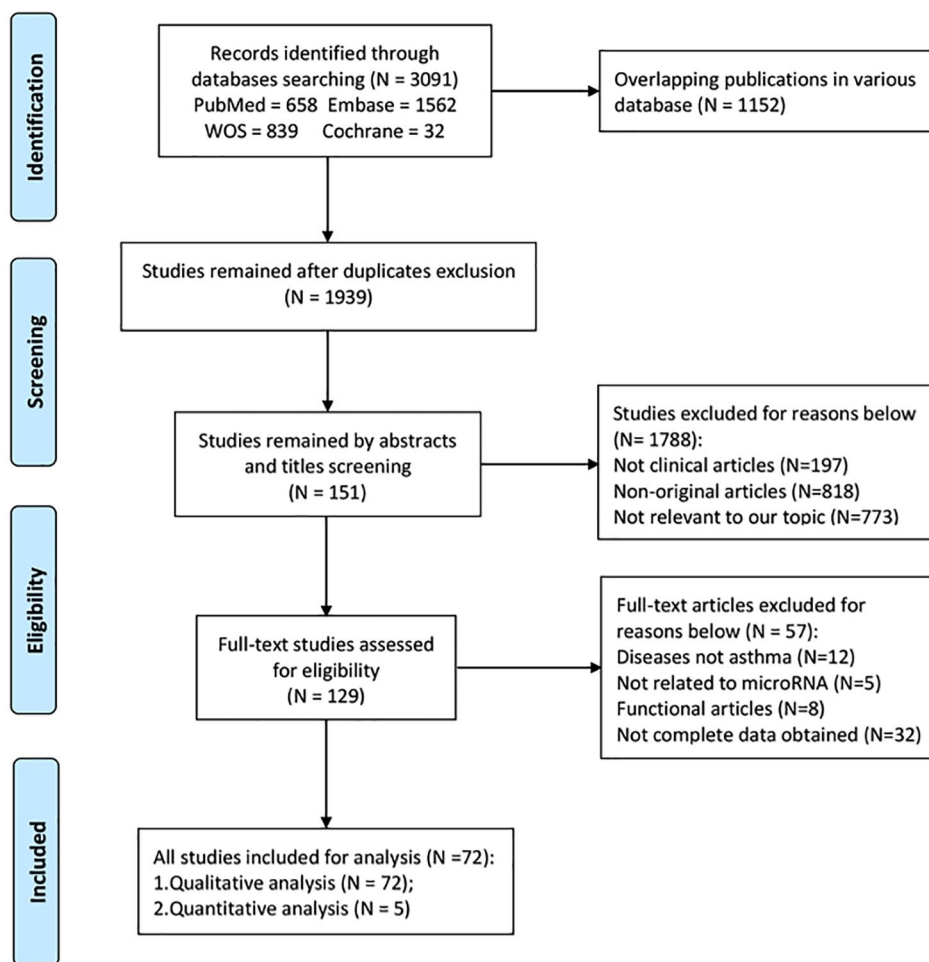 Identification
Records identified through
databases searching (N = 3091)
PubMed = 658 Embase = 1562
WOS = 839 Cochrane = 32
Overlapping publications in various
database (N = 1152)
Screening
Studies remained after duplicates exclusion
(N = 1939)
Studies remained by abstracts
and titles screening
(N = 151)
Studies excluded for reasons below
(N= 1788):
Not clinical articles (N=197)
Non-original articles (N=818)
Not relevant to our topic (N=773)
Eligibility
Full-text studies assessed
for eligibility
(N = 129)
Full-text articles excluded for
reasons below (N = 57):
Diseases not asthma (N=12)
Not related to microRNA (N=5)
Functional articles (N=8)
Not complete data obtained (N=32)
Included
All studies included for analysis (N =72):
1.Qualitative analysis (N = 72);
2.Quantitative analysis (N = 5)